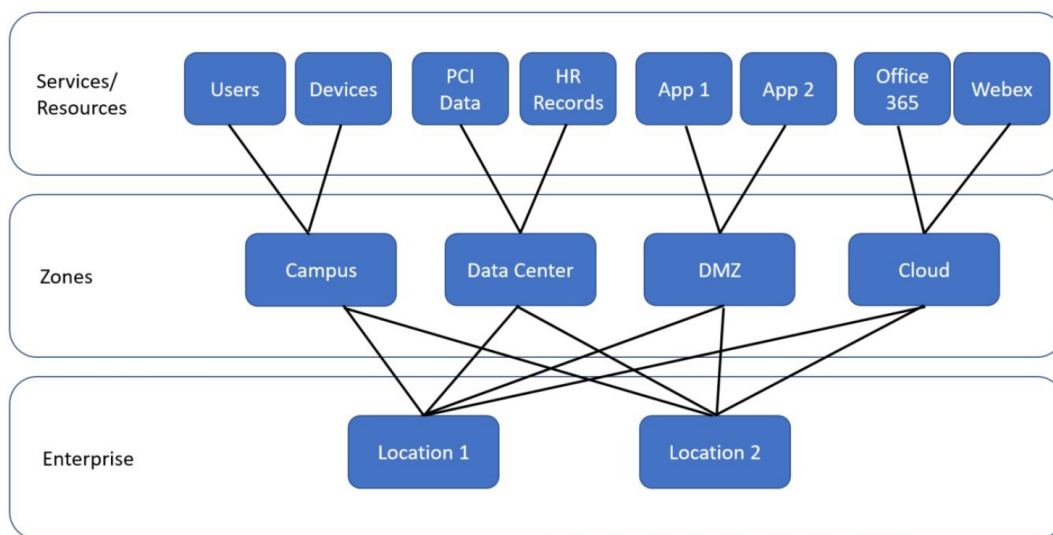 Services/
Resources
Users
Devices
PCI
Data
HR
Records
App 1
App 2
Office
365
Webex
Zones
Campus
Data Center
DMZ
Cloud
Enterprise
Location 1
Location 2